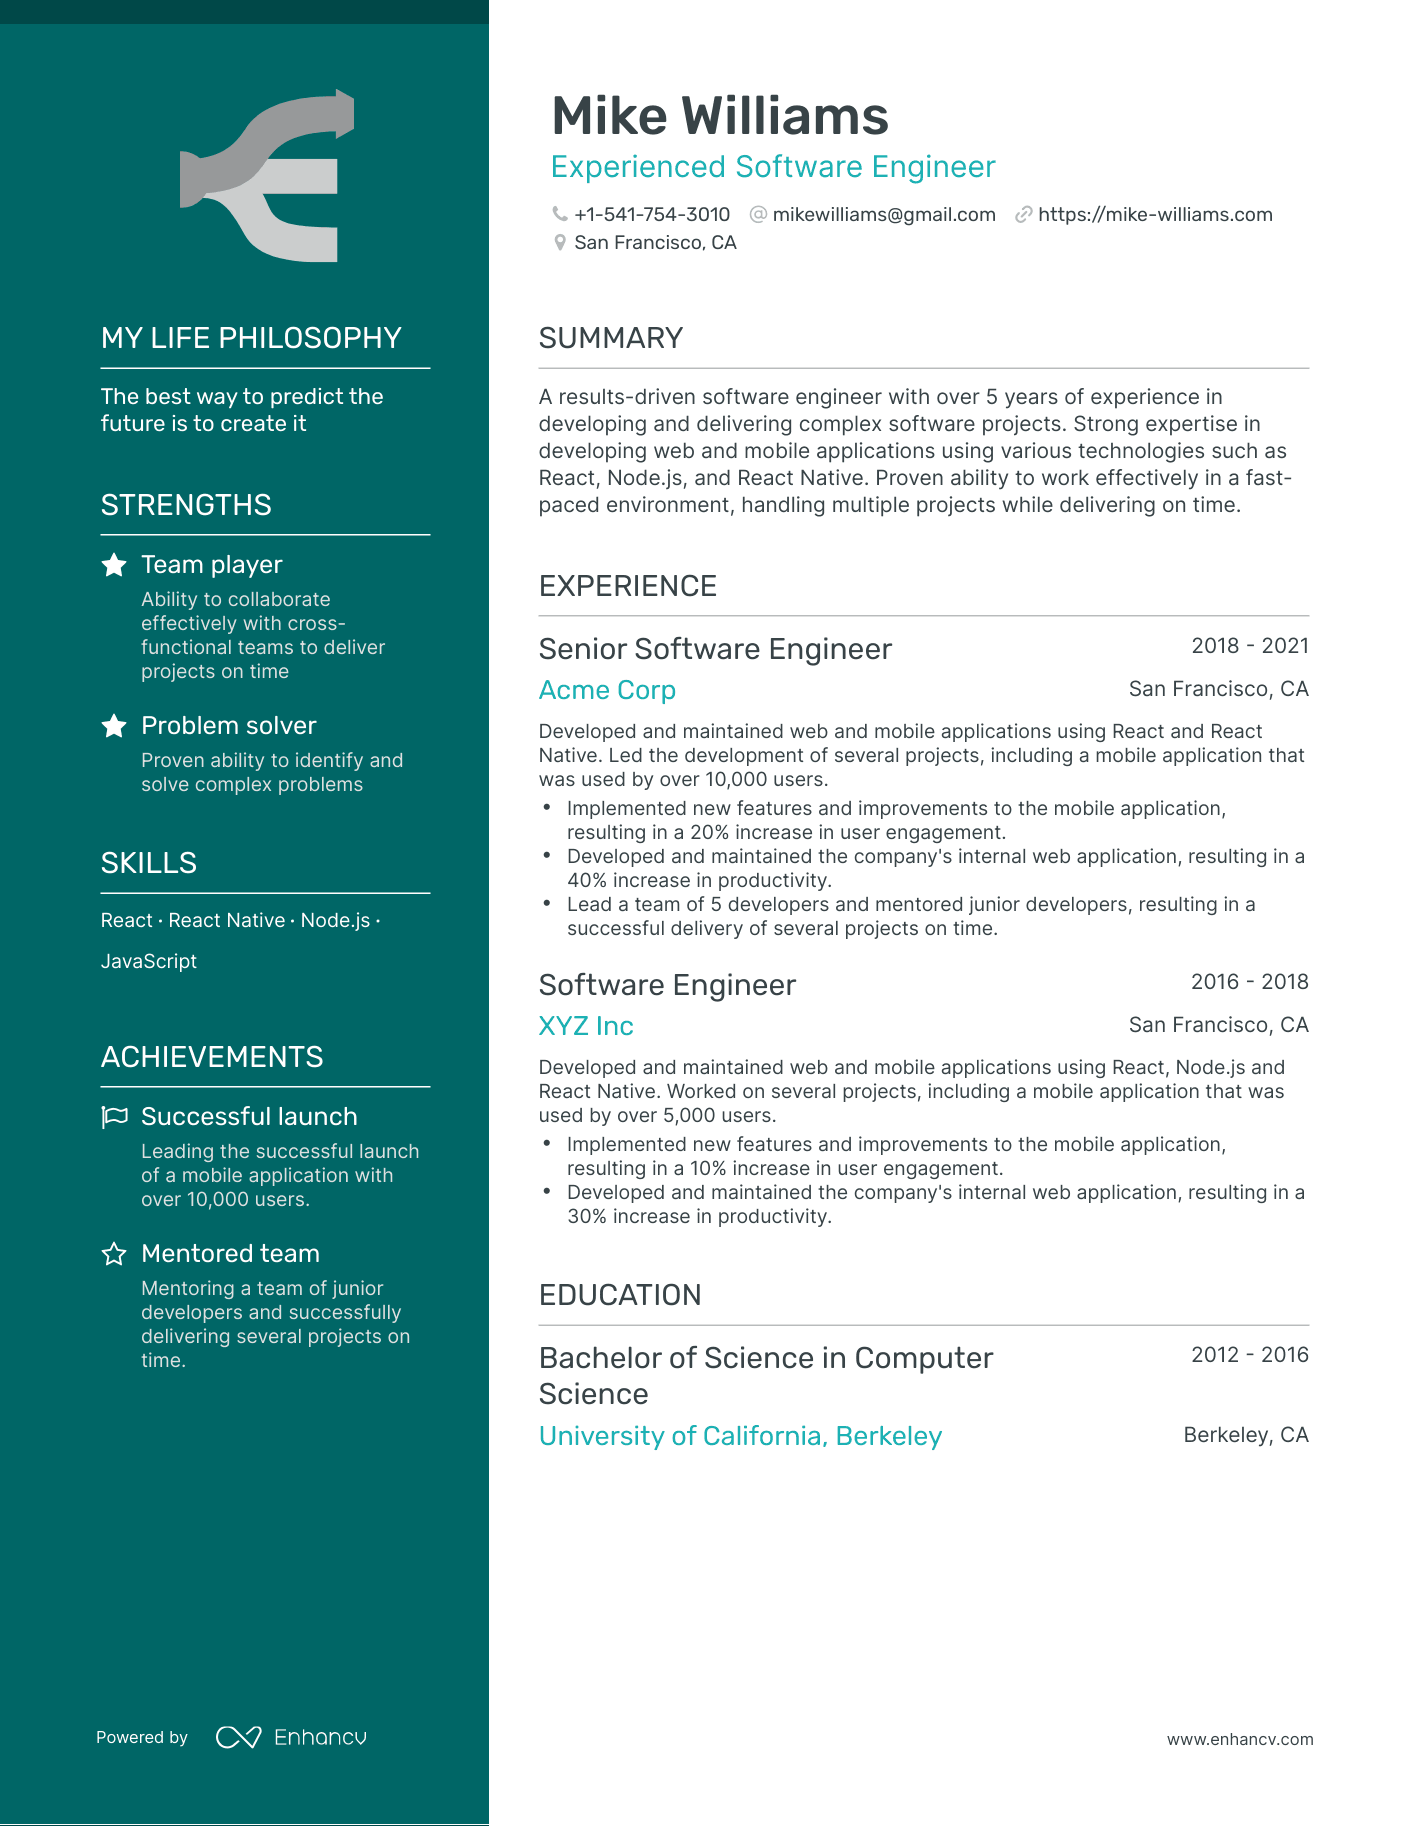 Mike Williams
Experienced Software Engineer
+1-541-754-3010 mikewilliams@gmail.com https://mike-williams.com
San Francisco, CA
MY LIFE PHILOSOPHY
The best way to predict the
future is to create it
STRENGTHS
Team player
Ability to collaborate
effectively with cross-
functional teams to deliver
projects on time
Problem solver
Proven ability to identify and
solve complex problems
SKILLS
React · React Native · Node.js ·
JavaScript
ACHIEVEMENTS
Successful launch
Leading the successful launch
of a mobile application with
over 10,000 users.
Mentored team
Mentoring a team of junior
developers and successfully
delivering several projects on
time.
SUMMARY
A results-driven software engineer with over 5 years of experience in
developing and delivering complex software projects. Strong expertise in
developing web and mobile applications using various technologies such as
React, Node.js, and React Native. Proven ability to work effectively in a fast-
paced environment, handling multiple projects while delivering on time.
EXPERIENCE
Senior Software Engineer 2018 - 2021
Acme Corp San Francisco, CA
Developed and maintained web and mobile applications using React and React
Native. Led the development of several projects, including a mobile application that
was used by over 10,000 users.
• Implemented new features and improvements to the mobile application,
resulting in a 20% increase in user engagement.
• Developed and maintained the company's internal web application, resulting in a
40% increase in productivity.
• Lead a team of 5 developers and mentored junior developers, resulting in a
successful delivery of several projects on time.
Software Engineer 2016 - 2018
XYZ Inc San Francisco, CA
Developed and maintained web and mobile applications using React, Node.js and
React Native. Worked on several projects, including a mobile application that was
used by over 5,000 users.
• Implemented new features and improvements to the mobile application,
resulting in a 10% increase in user engagement.
• Developed and maintained the company's internal web application, resulting in a
30% increase in productivity.
EDUCATION
Bachelor of Science in Computer 2012 - 2016
Science
University of California, Berkeley Berkeley, CA
Powered by Enhancv
www.enhancv.com